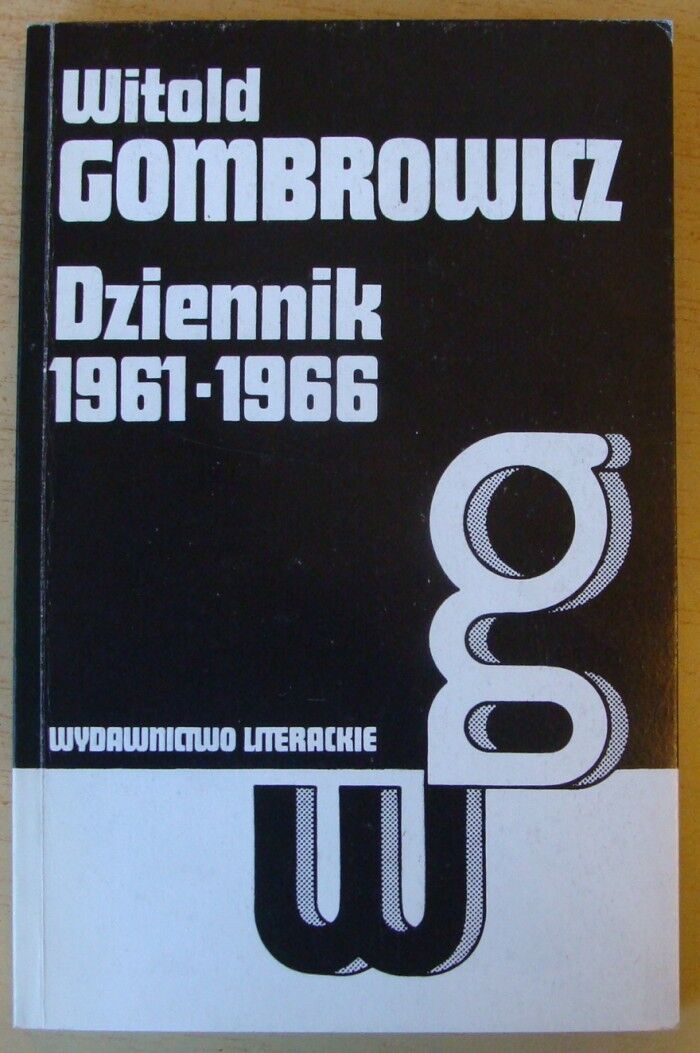 Witold
GOMBROWICZ
Dziennik
1961·1966
g
WYDAWNICTWO LITERACKIE
w